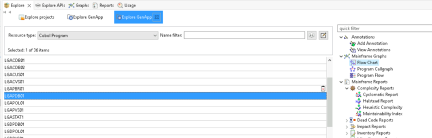 Explore Explore APIs Graphs Reports Usage
Explore projects Explore GenApp Explore GenApp
Resource type: Cobol Program Name filter:
Selected: 1 of 36 items
LGACDB01
LGACDB02
LGACUS01
LGACVS01
LGAPDB01
LGAPOL01
LGAPVS01
LGASTAT1
LGDPDB01
LGDPOL01
quick filter
Annotations
Add Annotation
View Annotations
Mainframe Graphs
Flow Chart
Program Callgraph
Program Flow
Mainframe Reports
Complexity Reports
Cyclomatic Report
Halstead Report
Heuristic Complexity
Maintainability Index
Dead Code Reports
Impact Reports
Inventory Reports